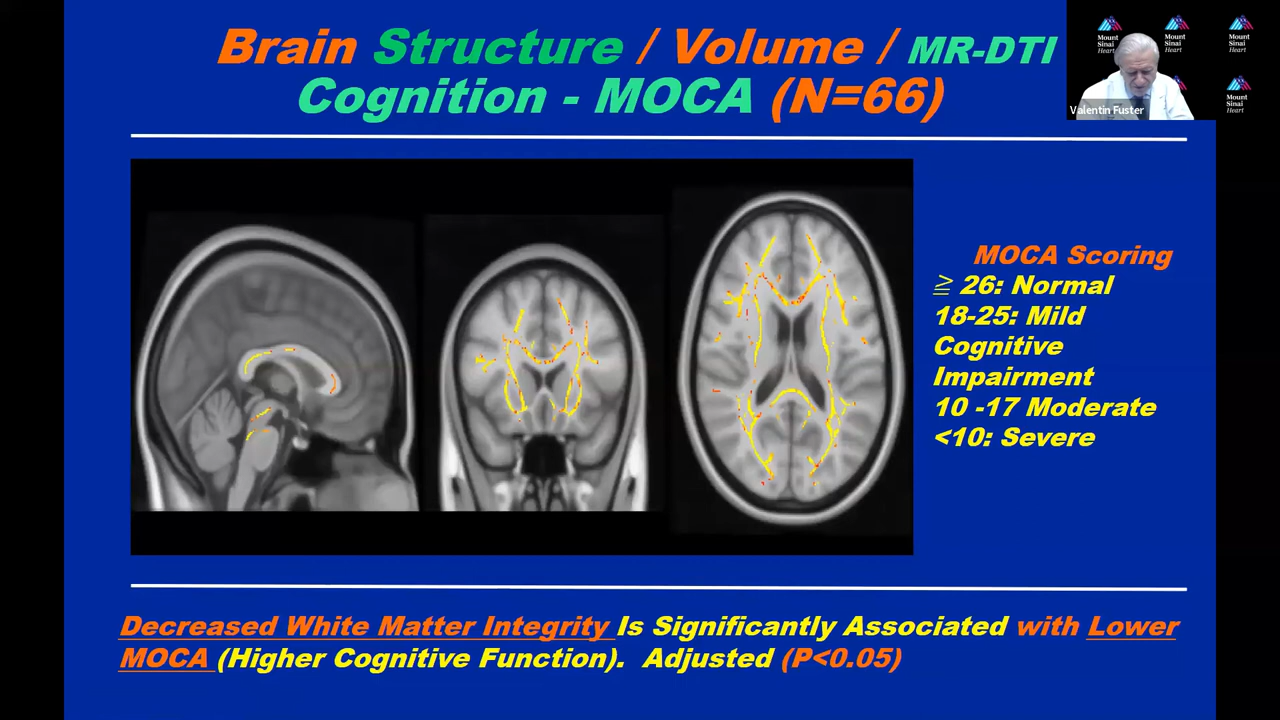 Brain Structure / Volume / MR-DTI
Cognition - MOCA (N=66)
Mount
Sinai
Heart
Mount
Sinai
Heart
Mount
Sinai
Heart
Valentin Fuster
Mount
Sinai
Heart
MOCA Scoring
≧ 26: Normal
18-25: Mild
Cognitive
Impairment
10 -17 Moderate
<10: Severe
Decreased White Matter Integrity Is Significantly Associated with Lower
MOCA (Higher Cognitive Function). Adjusted (P<0.05)